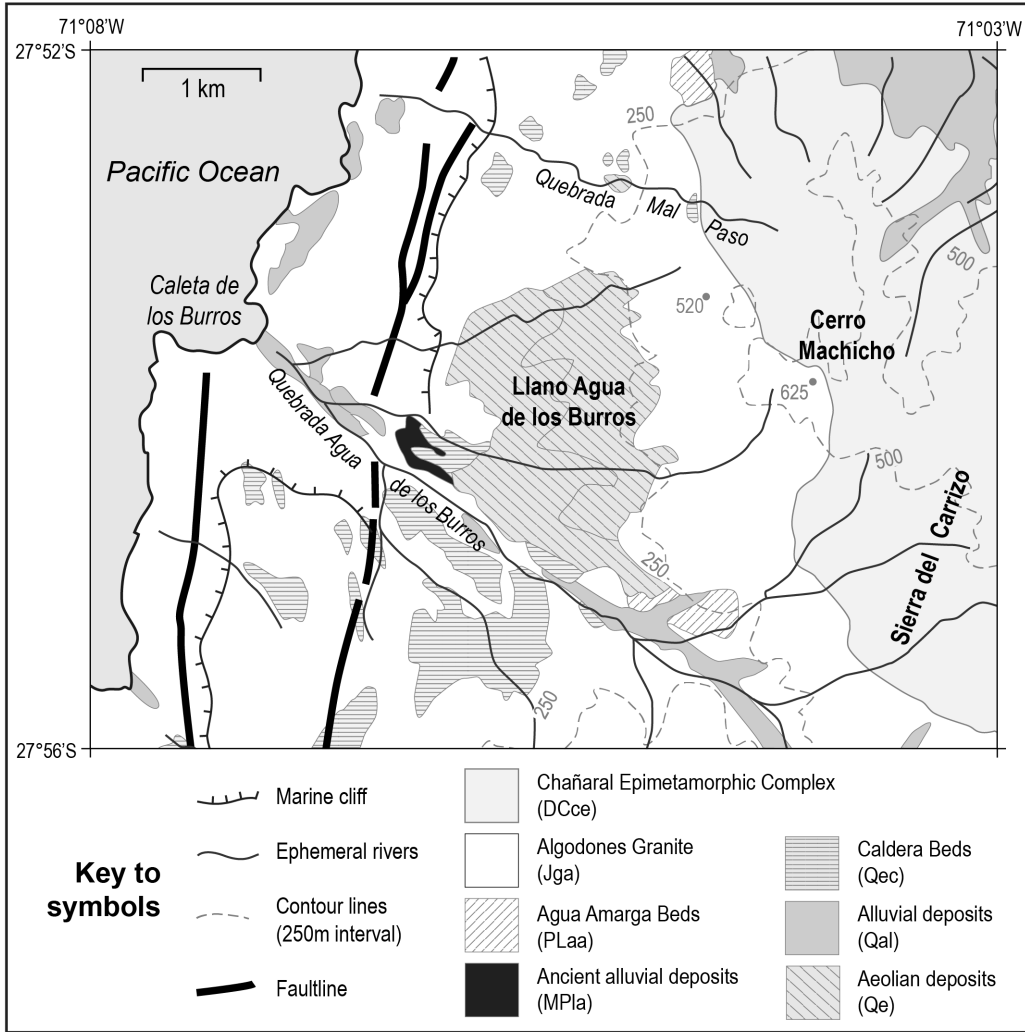 71°08'W
71°03'W
27°52'S
1 km
250
Pacific Ocean
Quebrada Mal Paso
500
Caleta de
los Burros
520
Cerro
Machicho
Llano Agua
de los Burros
625
Quebrada Agua
de los Burros
500
Sierra del Carrizo
250
250
27°56'S
Key to
symbols
Marine cliff
Ephemeral rivers
Contour lines
(250m interval)
Faultline
Chañaral Epimetamorphic Complex
(DCce)
Algodones Granite
(Jga)
Agua Amarga Beds
(PLaa)
Ancient alluvial deposits
(MPla)
Caldera Beds
(Qec)
Alluvial deposits
(Qal)
Aeolian deposits
(Qe)